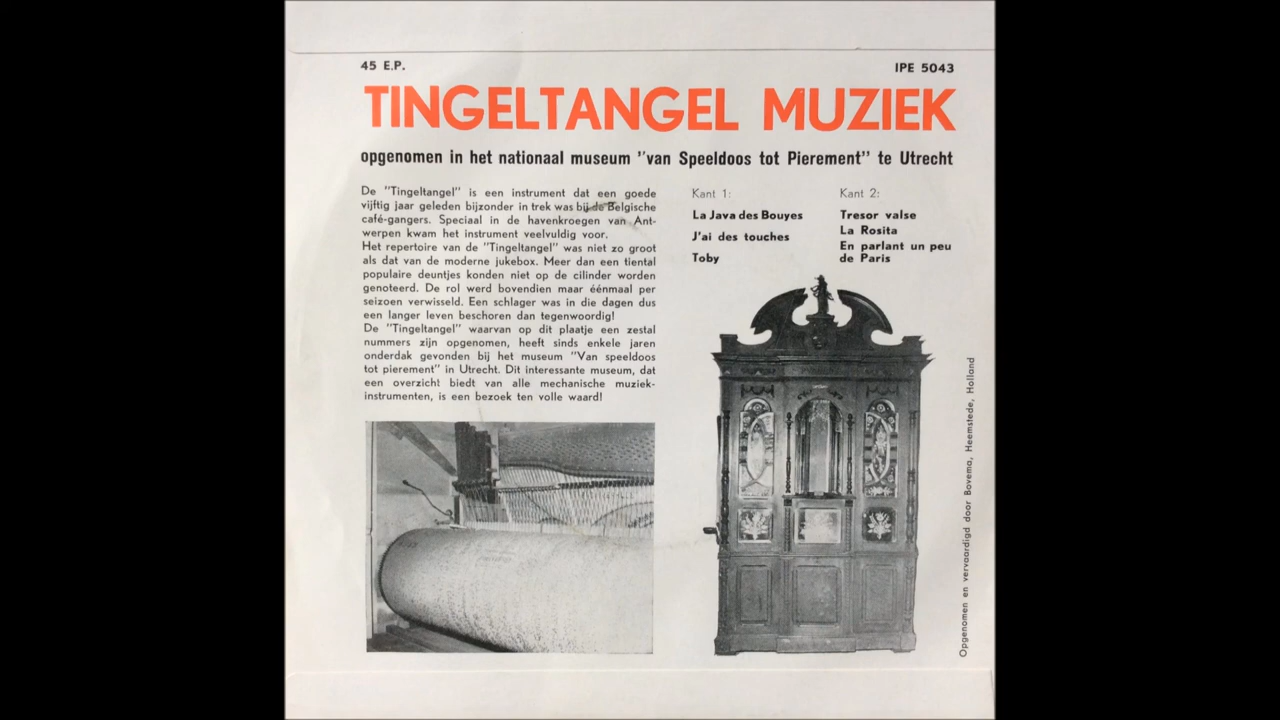 45 E.P.
IPE 5043
TINGELTANGEL MUZIEK
opgenomen in het nationaal museum "van Speeldoos tot Pierement" te Utrecht
De "Tingeltangel" is een instrument dat een goede
vijftig jaar geleden bijzonder in trek was bij de Belgische
café-gangers. Speciaal in de havenkroegen van Ant-
werpen kwam het instrument veelvuldig voor.
Het repertoire van de "Tingeltangel" was niet zo groot
als dat van de moderne jukebox. Meer dan een tiental
populaire deuntjes konden niet op de cilinder worden
genoteerd. De rol werd bovendien maar éénmaal per
seizoen verwisseld. Een schlager was in die dagen dus
een langer leven beschoren dan tegenwoordig!
De "Tingeltangel" waarvan op dit plaatje een zestal
nummers zijn opgenomen, heeft sinds enkele jaren
onderdak gevonden bij het museum "Van speeldoos
tot pierement" in Utrecht. Dit interessante museum, dat
een overzicht biedt van alle mechanische muziek-
instrumenten, is een bezoek ten volle waard!
Kant 1:
La Java des Bouyes
J'ai des touches
Toby
Kant 2:
Tresor valse
La Rosita
En parlant un peu
de Paris
Opgenomen en vervaardigd door Bovema, Heemstede, Holland